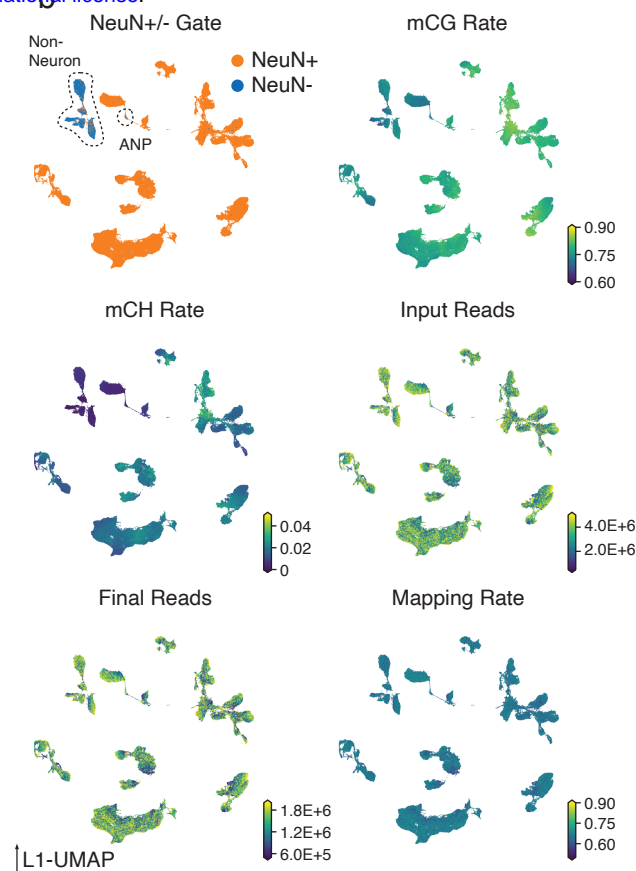 national license.
b
NeuN+/- Gate
mCG Rate
Non-
Neuron
NeuN+
NeuN-
ANP
0.90
0.75
0.60
mCH Rate
Input Reads
0.04
0.02
0
4.0E+6
2.0E+6
Final Reads
Mapping Rate
1.8E+6
1.2E+6
6.0E+5
0.90
0.75
0.60
L1-UMAP